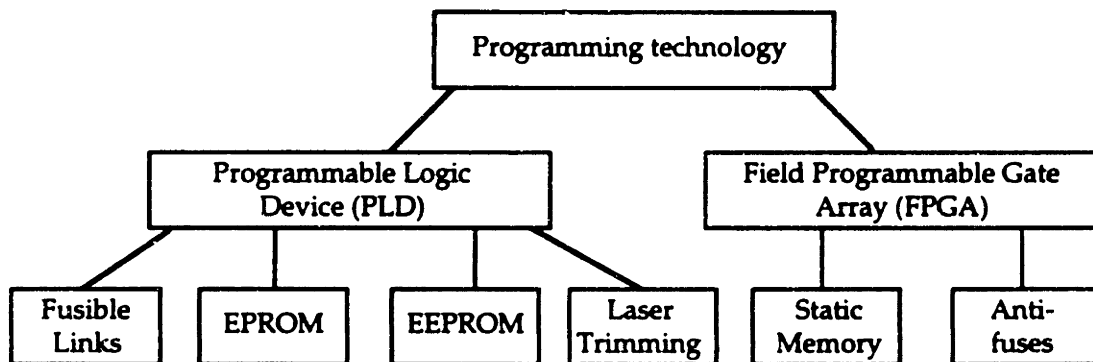 Programming technology
Programmable Logic
Device (PLD)
Field Programmable Gate
Array (FPGA)
Fusible
Links
EPROM
EEPROM
Laser
Trimming
Static
Memory
Anti-
fuses